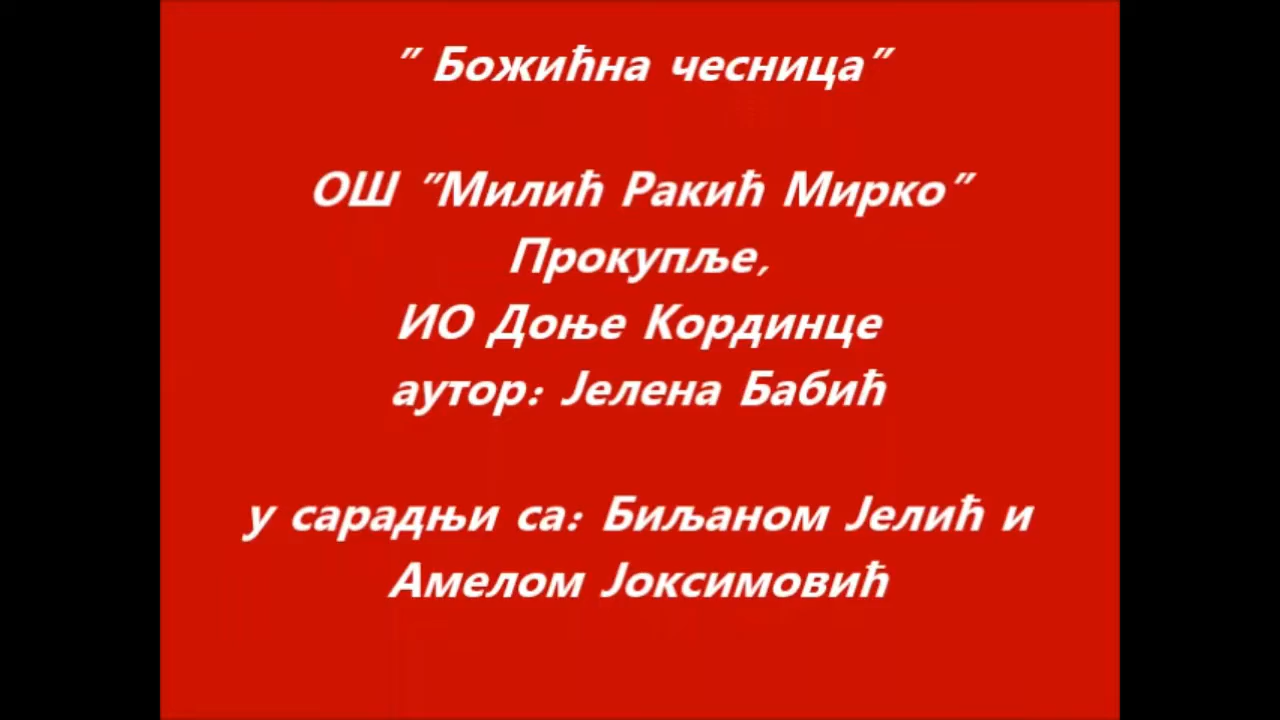 " Божићна чесница"
ОШ "Милић Ракић Мирко"
Прокупље,
ИО Доње Кординце
аутор: Јелена Бабић
у сарадњи са: Биљаном Јелић и
Амелом Јоксимовић